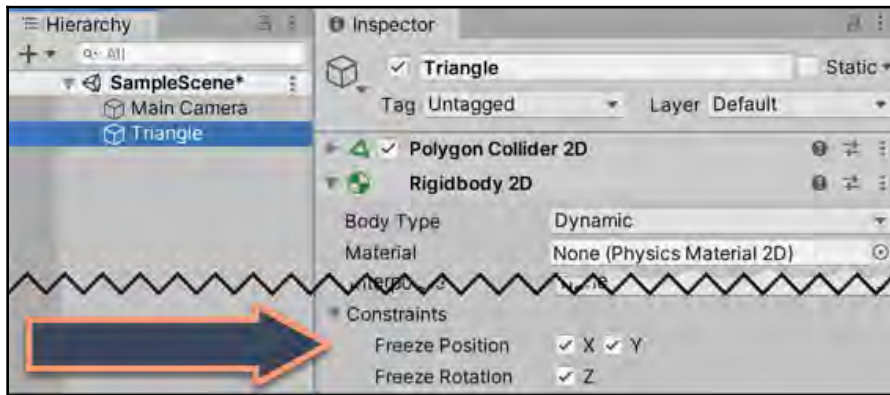 Hierarchy
All
SampleScene*
Main Camera
Triangle
Inspector
Triangle
Static
Tag Untagged
Layer Default
Polygon Collider 2D
Rigidbody 2D
Body Type Dynamic
Material None (Physics Material 2D)
Constraints
Freeze Position X Y
Freeze Rotation Z